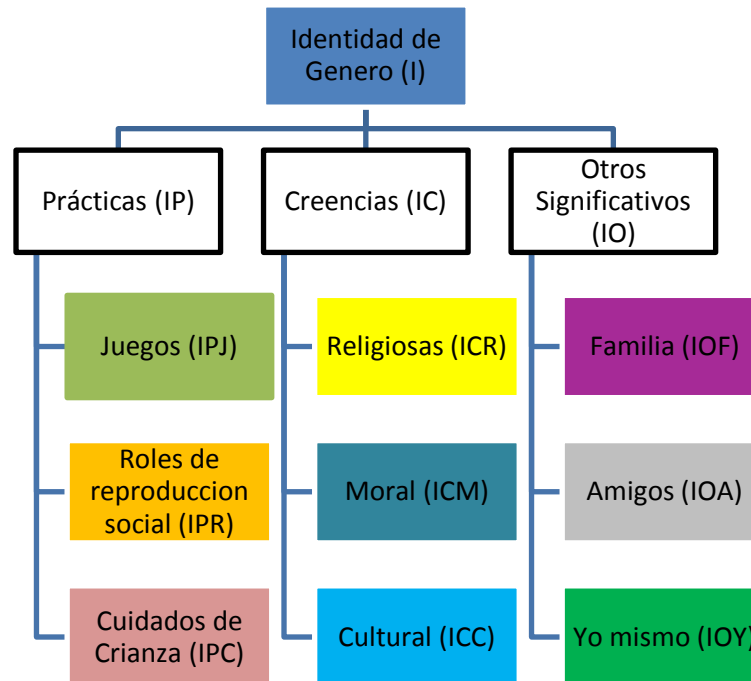 Identidad de
Genero (I)
Prácticas (IP)
Creencias (IC)
Otros
Significativos
(IO)
Juegos (IPJ)
Religiosas (ICR)
Familia (IOF)
Roles de
reproduccion
social (IPR)
Moral (ICM)
Amigos (IOA)
Cuidados de
Crianza (IPC)
Cultural (ICC)
Yo mismo (IOY)